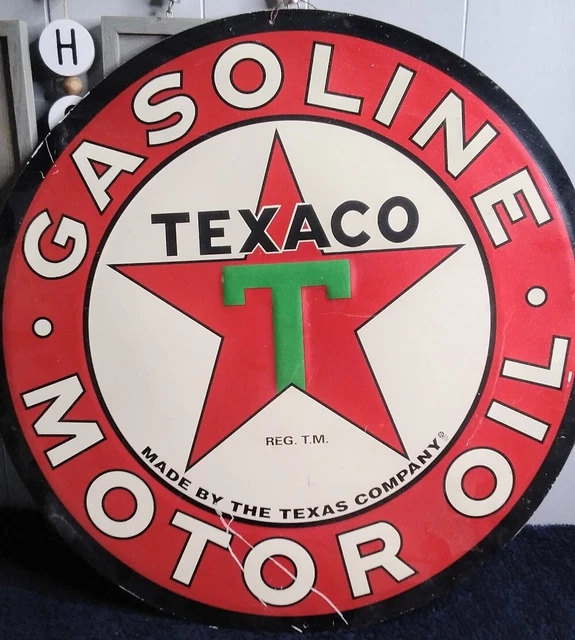 H
GASOLINE
TEXACO
T
REG. T.M.
MADE BY THE TEXAS COMPANY®
MOTOR OIL